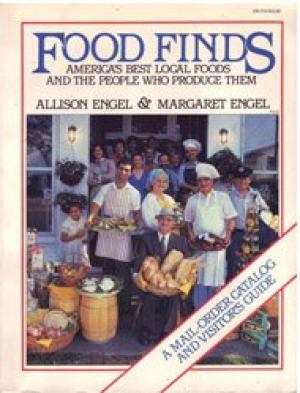 FOOD FINDS
AMERICA'S BEST LOCAL FOODS
AND THE PEOPLE WHO PRODUCE THEM
ALLISON ENGEL & MARGARET ENGEL
A MAIL-ORDER CATALOG
AND VISITOR'S GUIDE